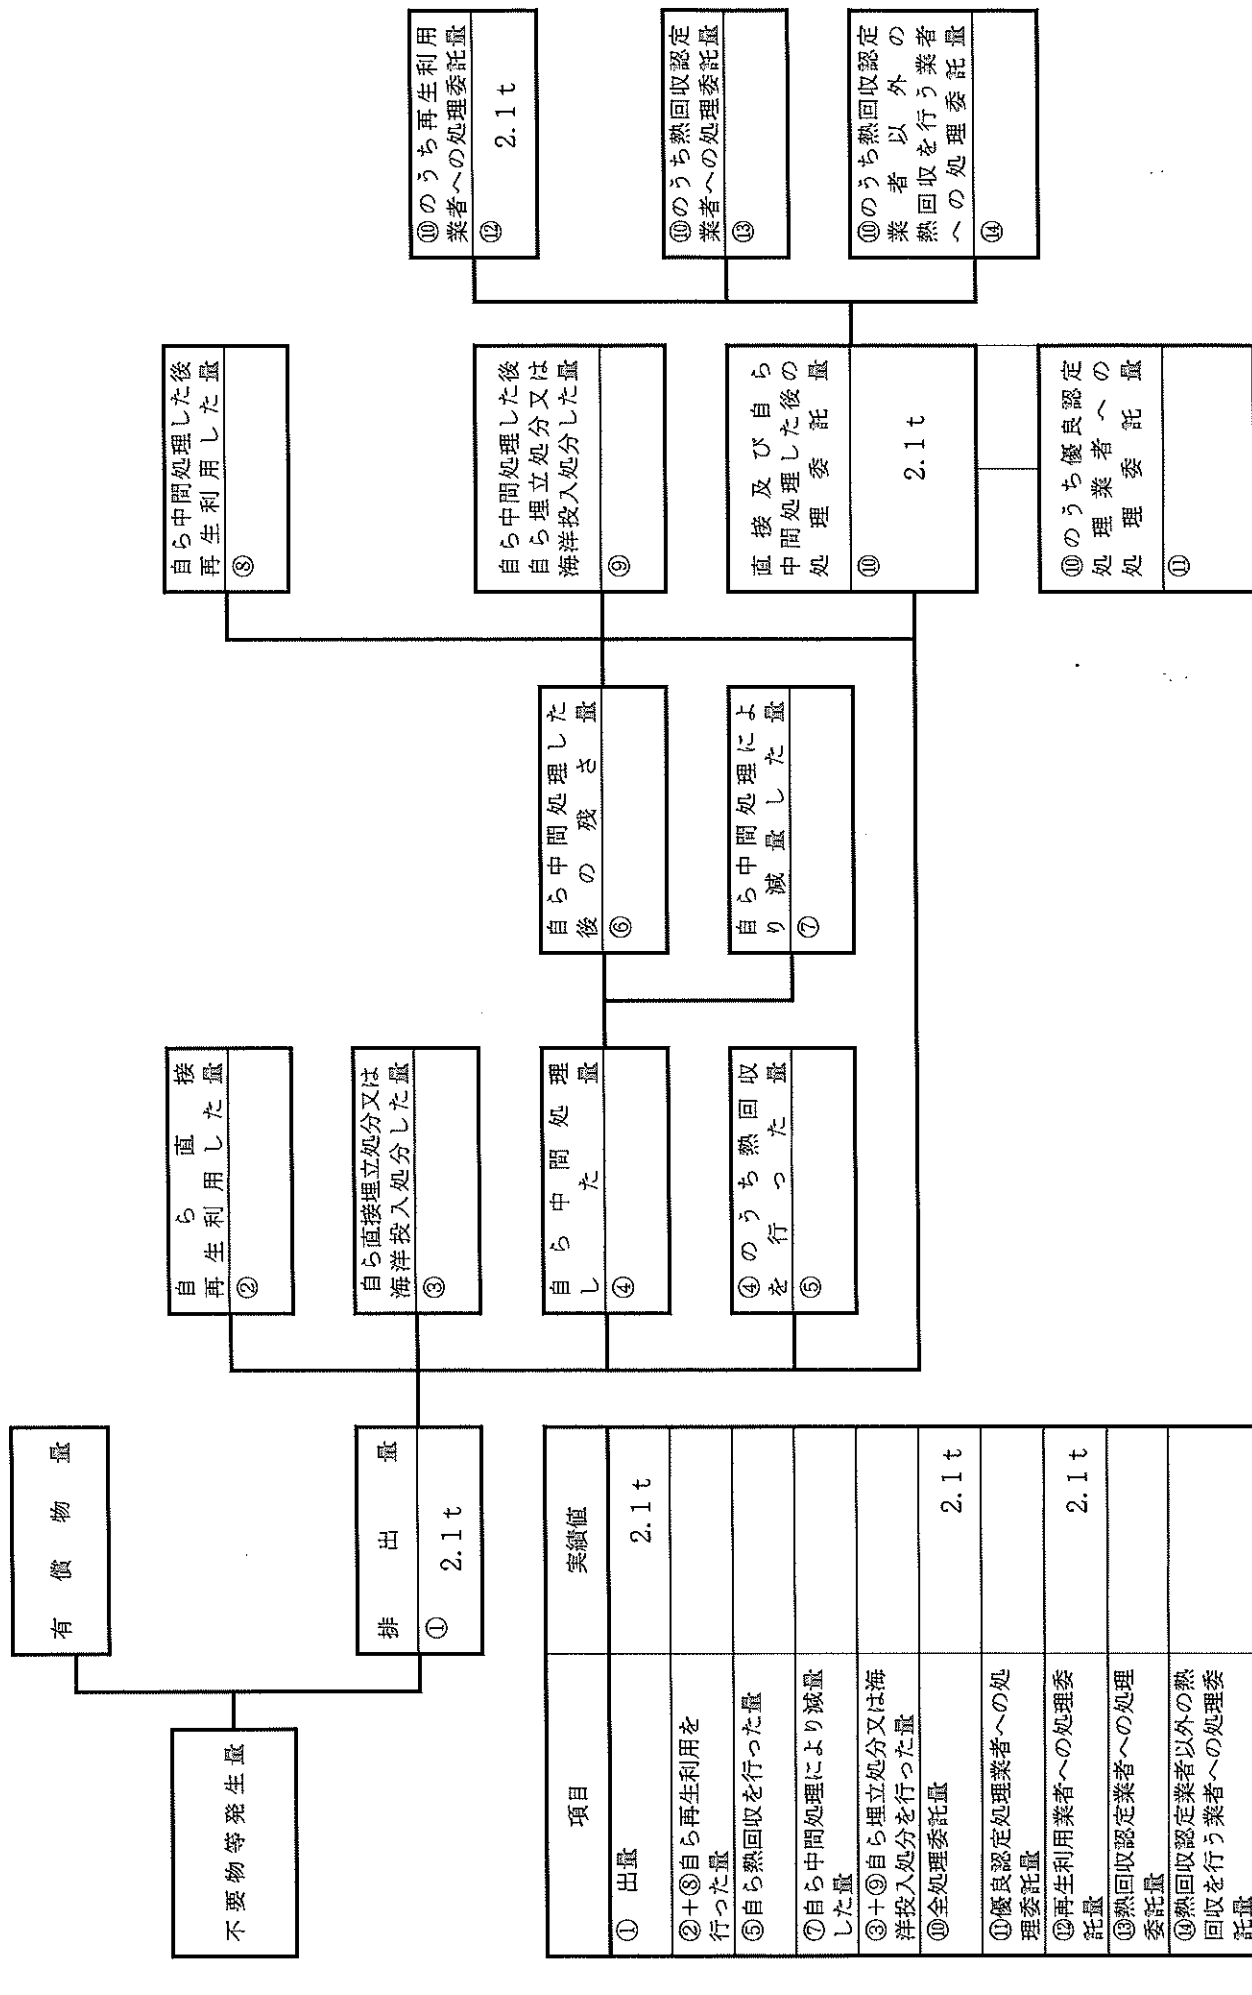 不要物等発生量
有償物量
排出量
①
2.1t
自ら直接
再生利用した量
②
自ら直接埋立処分又は
海洋投入処分した量
③
自ら中間処理
した量
④
④のうち熱回収
を行った量
⑤
自ら中間処理した
後の残さ量
⑥
自ら中間処理によ
り減量した量
⑦
自ら中間処理した後
再生利用した量
⑧
自ら中間処理した後
自ら埋立処分又は
海洋投入処分した量
⑨
直接及び自ら
中間処理した後の
処理委託量
⑩
2.1t
⑩のうち優良認定
処理業者への
処理委託量
⑪
⑩のうち再生利用
業者への処理委託量
⑫
2.1t
⑩のうち熱回収認定
業者への処理委託量
⑬
⑩のうち熱回収認定
業者以外の
熱回収を行う業者
への処理委託量
⑭
項目 実績値
① 出量 2.1t
②+⑧自ら再生利用を
行った量
⑤自ら熱回収を行った量
⑦自ら中間処理により減量
した量
③+⑨自ら埋立処分又は海
洋投入処分を行った量
⑩全処理委託量 2.1t
⑪優良認定処理業者への処
理委託量
⑫再生利用業者への処理委
託量 2.1t
⑬熱回収認定業者への処理
委託量
⑭熱回収認定業者以外の熱
回収を行う業者への処理委
託量